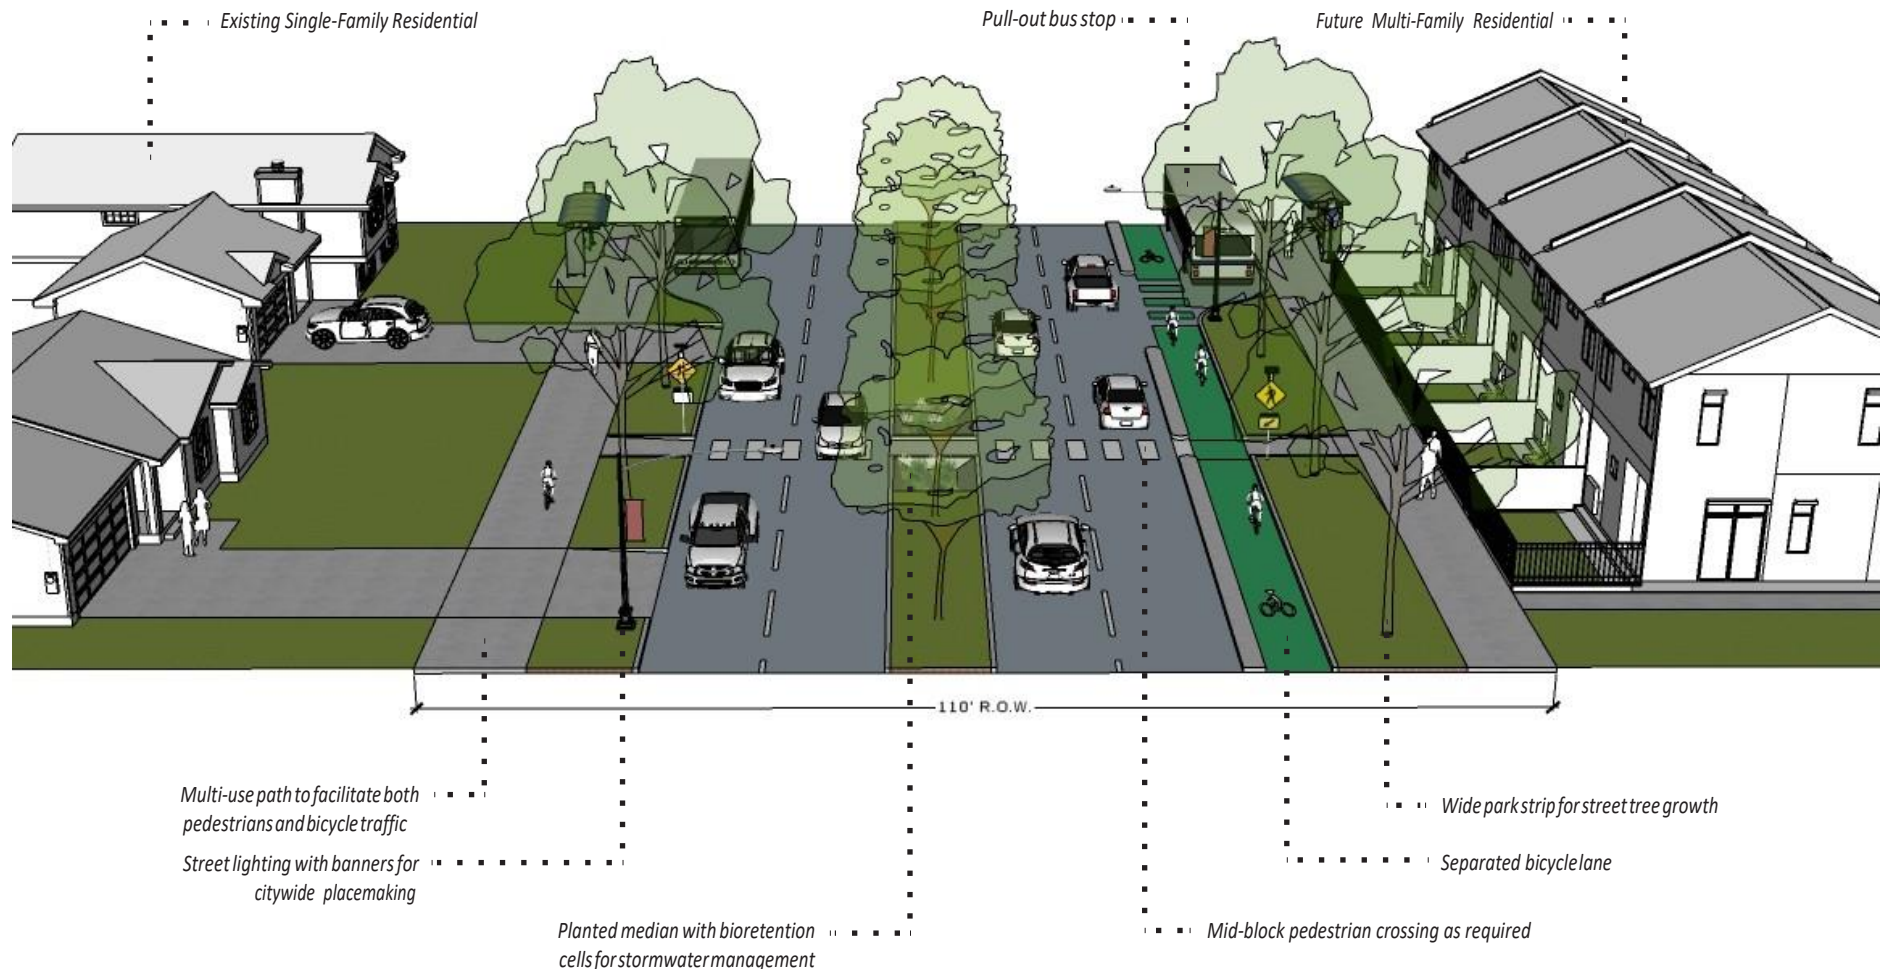 Existing Single-Family Residential
Pull-out bus stop
Future Multi-Family Residential
110' R.O.W.
Multi-use path to facilitate both
pedestrians and bicycle traffic
Wide park strip for street tree growth
Street lighting with banners for
citywide placemaking
Separated bicycle lane
Planted median with bioretention
cells for stormwater management
Mid-block pedestrian crossing as required